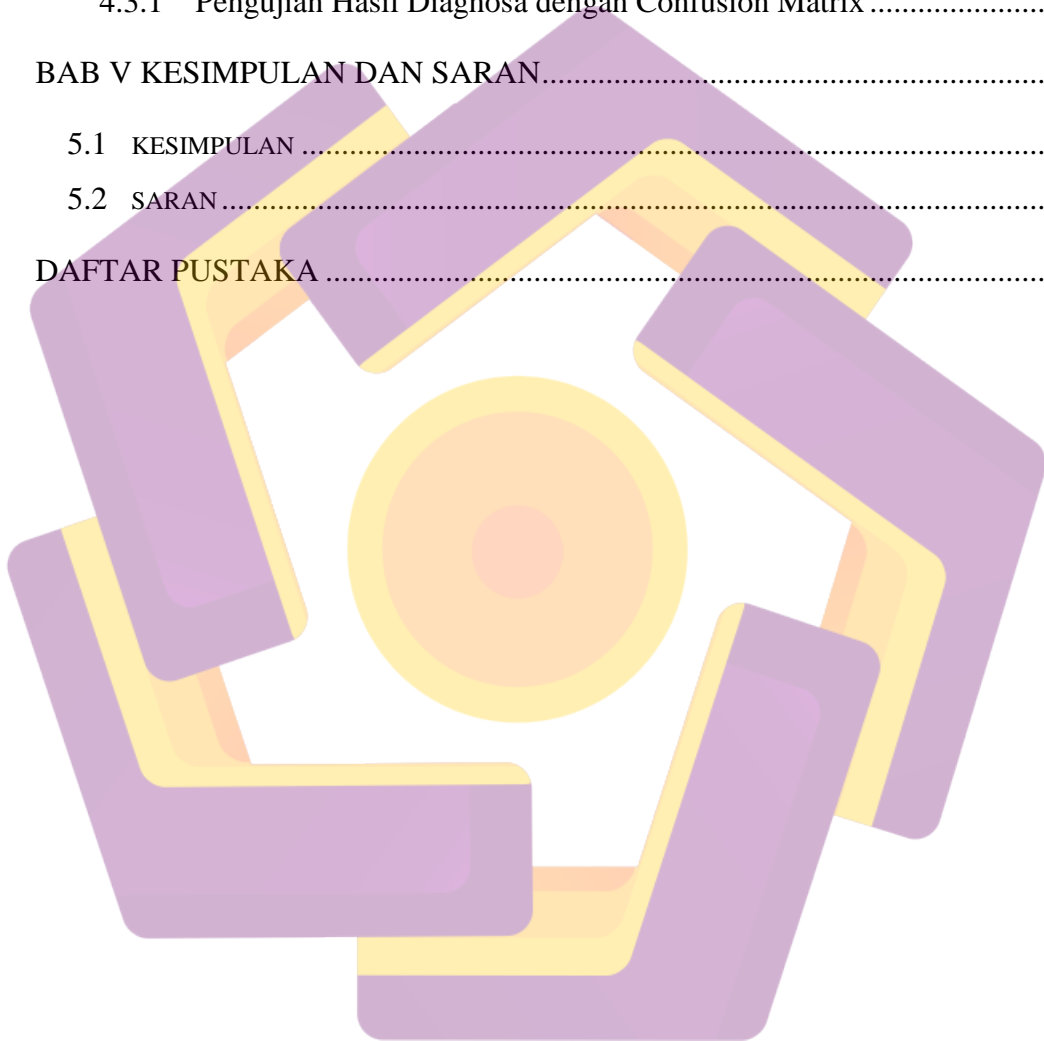 4.3.1 Pengujian Hasil Diagnosa dengan Confusion Matrix ......................
BAB V KESIMPULAN DAN SARAN...............................................................
5.1 KESIMPULAN ...............................................................................................
5.2 SARAN .........................................................................................................
DAFTAR PUSTAKA ...........................................................................................